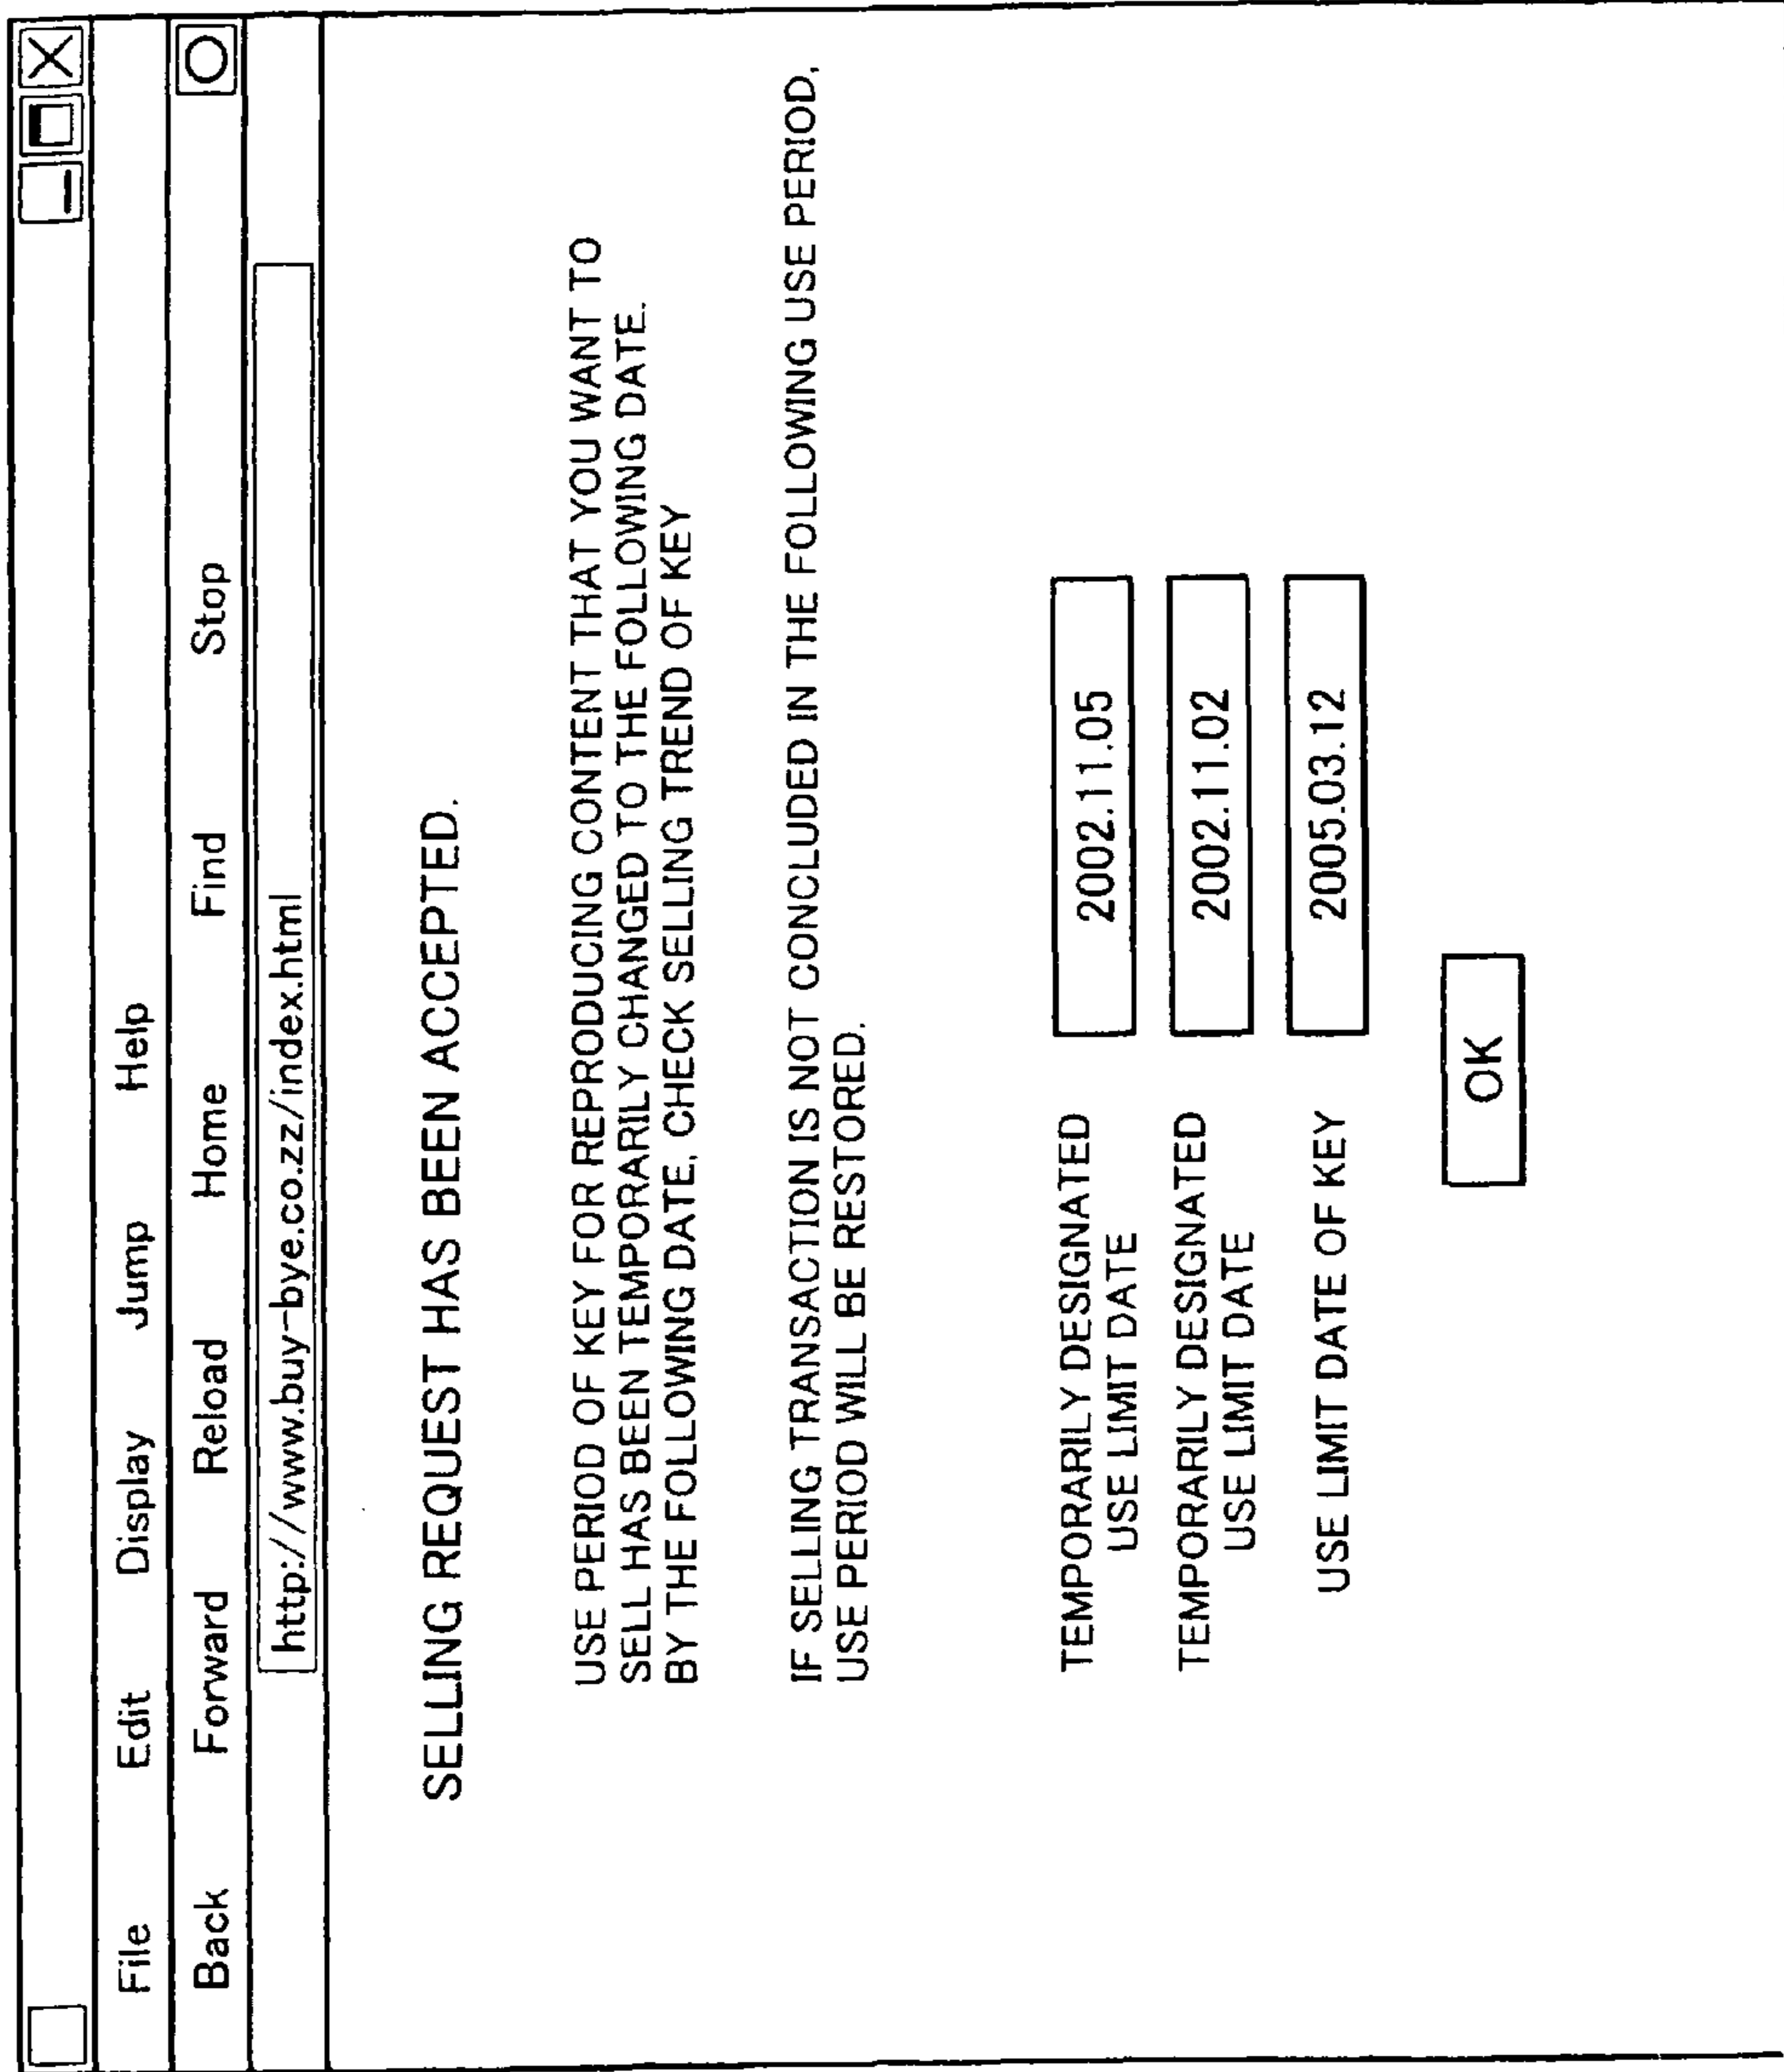 File Edit Display Jump Help
Back Forward Reload Home Find Stop
http://www.buy-bye.co.zz/index.html
SELLING REQUEST HAS BEEN ACCEPTED.
USE PERIOD OF KEY FOR REPRODUCING CONTENT THAT YOU WANT TO
SELL HAS BEEN TEMPORARILY CHANGED TO THE FOLLOWING DATE.
BY THE FOLLOWING DATE, CHECK SELLING TREND OF KEY
IF SELLING TRANSACTION IS NOT CONCLUDED IN THE FOLLOWING USE PERIOD,
USE PERIOD WILL BE RESTORED.
TEMPORARILY DESIGNATED
USE LIMIT DATE
2002.11.05
TEMPORARILY DESIGNATED
USE LIMIT DATE
2002.11.02
USE LIMIT DATE OF KEY 2005.03.12
OK